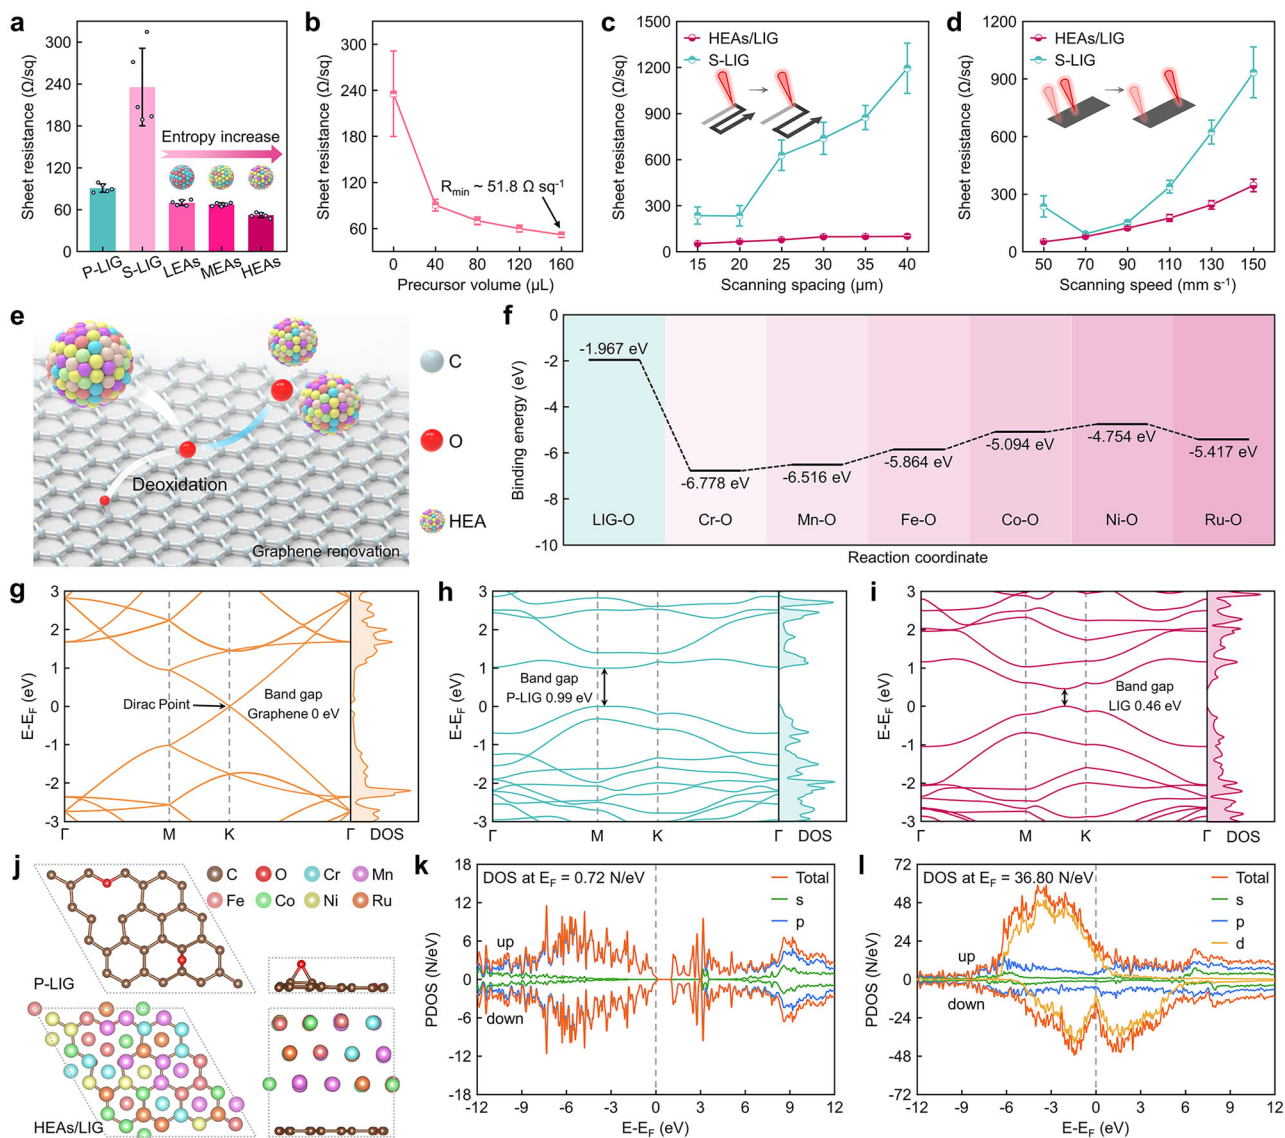 a
Sheet resistance (Ω/sq)
300
240
180
120
60
0
Entropy increase
P-LIG
S-LIG
LEAs
MEAs
HEAs
b
Sheet resistance (Ω/sq)
300
240
180
120
60
Rmin ~ 51.8 Ω sq-1
0
40
80
120
160
Precursor volume (µL)
c
Sheet resistance (Ω/sq)
1500
1200
900
600
300
0
HEAs/LIG
S-LIG
15
20
25
30
35
40
Scanning spacing (µm)
d
Sheet resistance (Ω/sq)
1200
960
720
480
240
0
HEAs/LIG
S-LIG
50
70
90
110
130
150
Scanning speed (mm s-1)
e
Deoxidation
Graphene renovation
C
O
HEA
f
Binding energy (eV)
0
-2
-4
-6
-8
-10
-1.967 eV
-6.778 eV
-6.516 eV
-5.864 eV
-5.094 eV
-4.754 eV
-5.417 eV
LIG-O
Cr-O
Mn-O
Fe-O
Co-O
Ni-O
Ru-O
Reaction coordinate
g
E-EF (eV)
3
2
1
0
-1
-2
-3
Dirac Point
Band gap
Graphene 0 eV
Γ
M
K
Γ
DOS
h
E-EF (eV)
3
2
1
0
-1
-2
-3
Band gap
P-LIG 0.99 eV
Γ
M
K
Γ
DOS
i
E-EF (eV)
3
2
1
0
-1
-2
-3
Band gap
LIG 0.46 eV
Γ
M
K
Γ
DOS
j
C
O
Cr
Mn
Fe
Co
Ni
Ru
P-LIG
HEAs/LIG
k
PDOS (N/eV)
18
12
6
0
-6
-12
-18
DOS at EF = 0.72 N/eV
Total
s
p
up
down
-12
-9
-6
-3
0
3
6
9
12
E-EF (eV)
l
PDOS (N/eV)
72
48
24
0
-24
-48
-72
DOS at EF = 36.80 N/eV
Total
s
p
d
up
down
-12
-9
-6
-3
0
3
6
9
12
E-EF (eV)